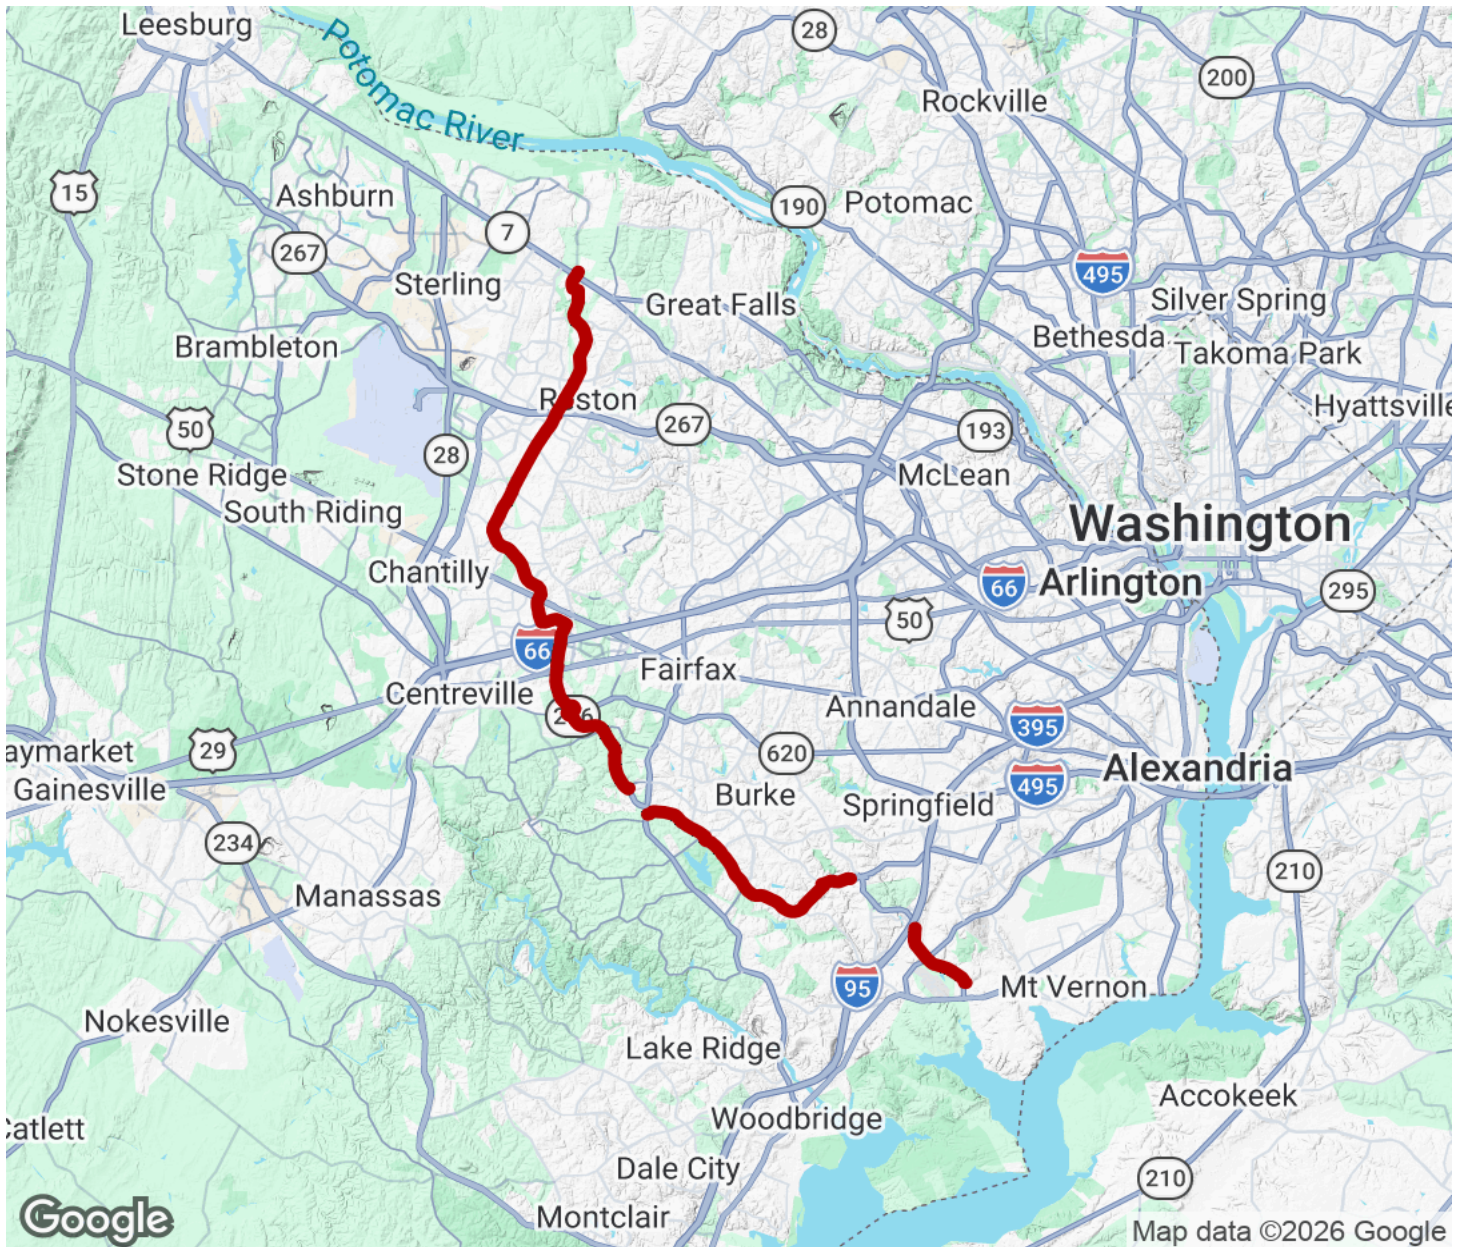 Leesburg
28
200
Potomac River
Rockville
15
Ashburn
190
Potomac
7
267
495
Sterling
Great Falls
Silver Spring
Bethesda
Brambleton
Takoma Park
Reston
Hyattsville
50
267
193
28
Stone Ridge
McLean
South Riding
Washington
Chantilly
66
Arlington
295
50
66
Fairfax
Centreville
Annandale
395
29
620
aymarket
Alexandria
Gainesville
Burke
495
Springfield
234
210
Manassas
95
Mt Vernon
Nokesville
Lake Ridge
Accokeek
Woodbridge
Catlett
Dale City
210
Montclair
Google
Map data ©2026 Google